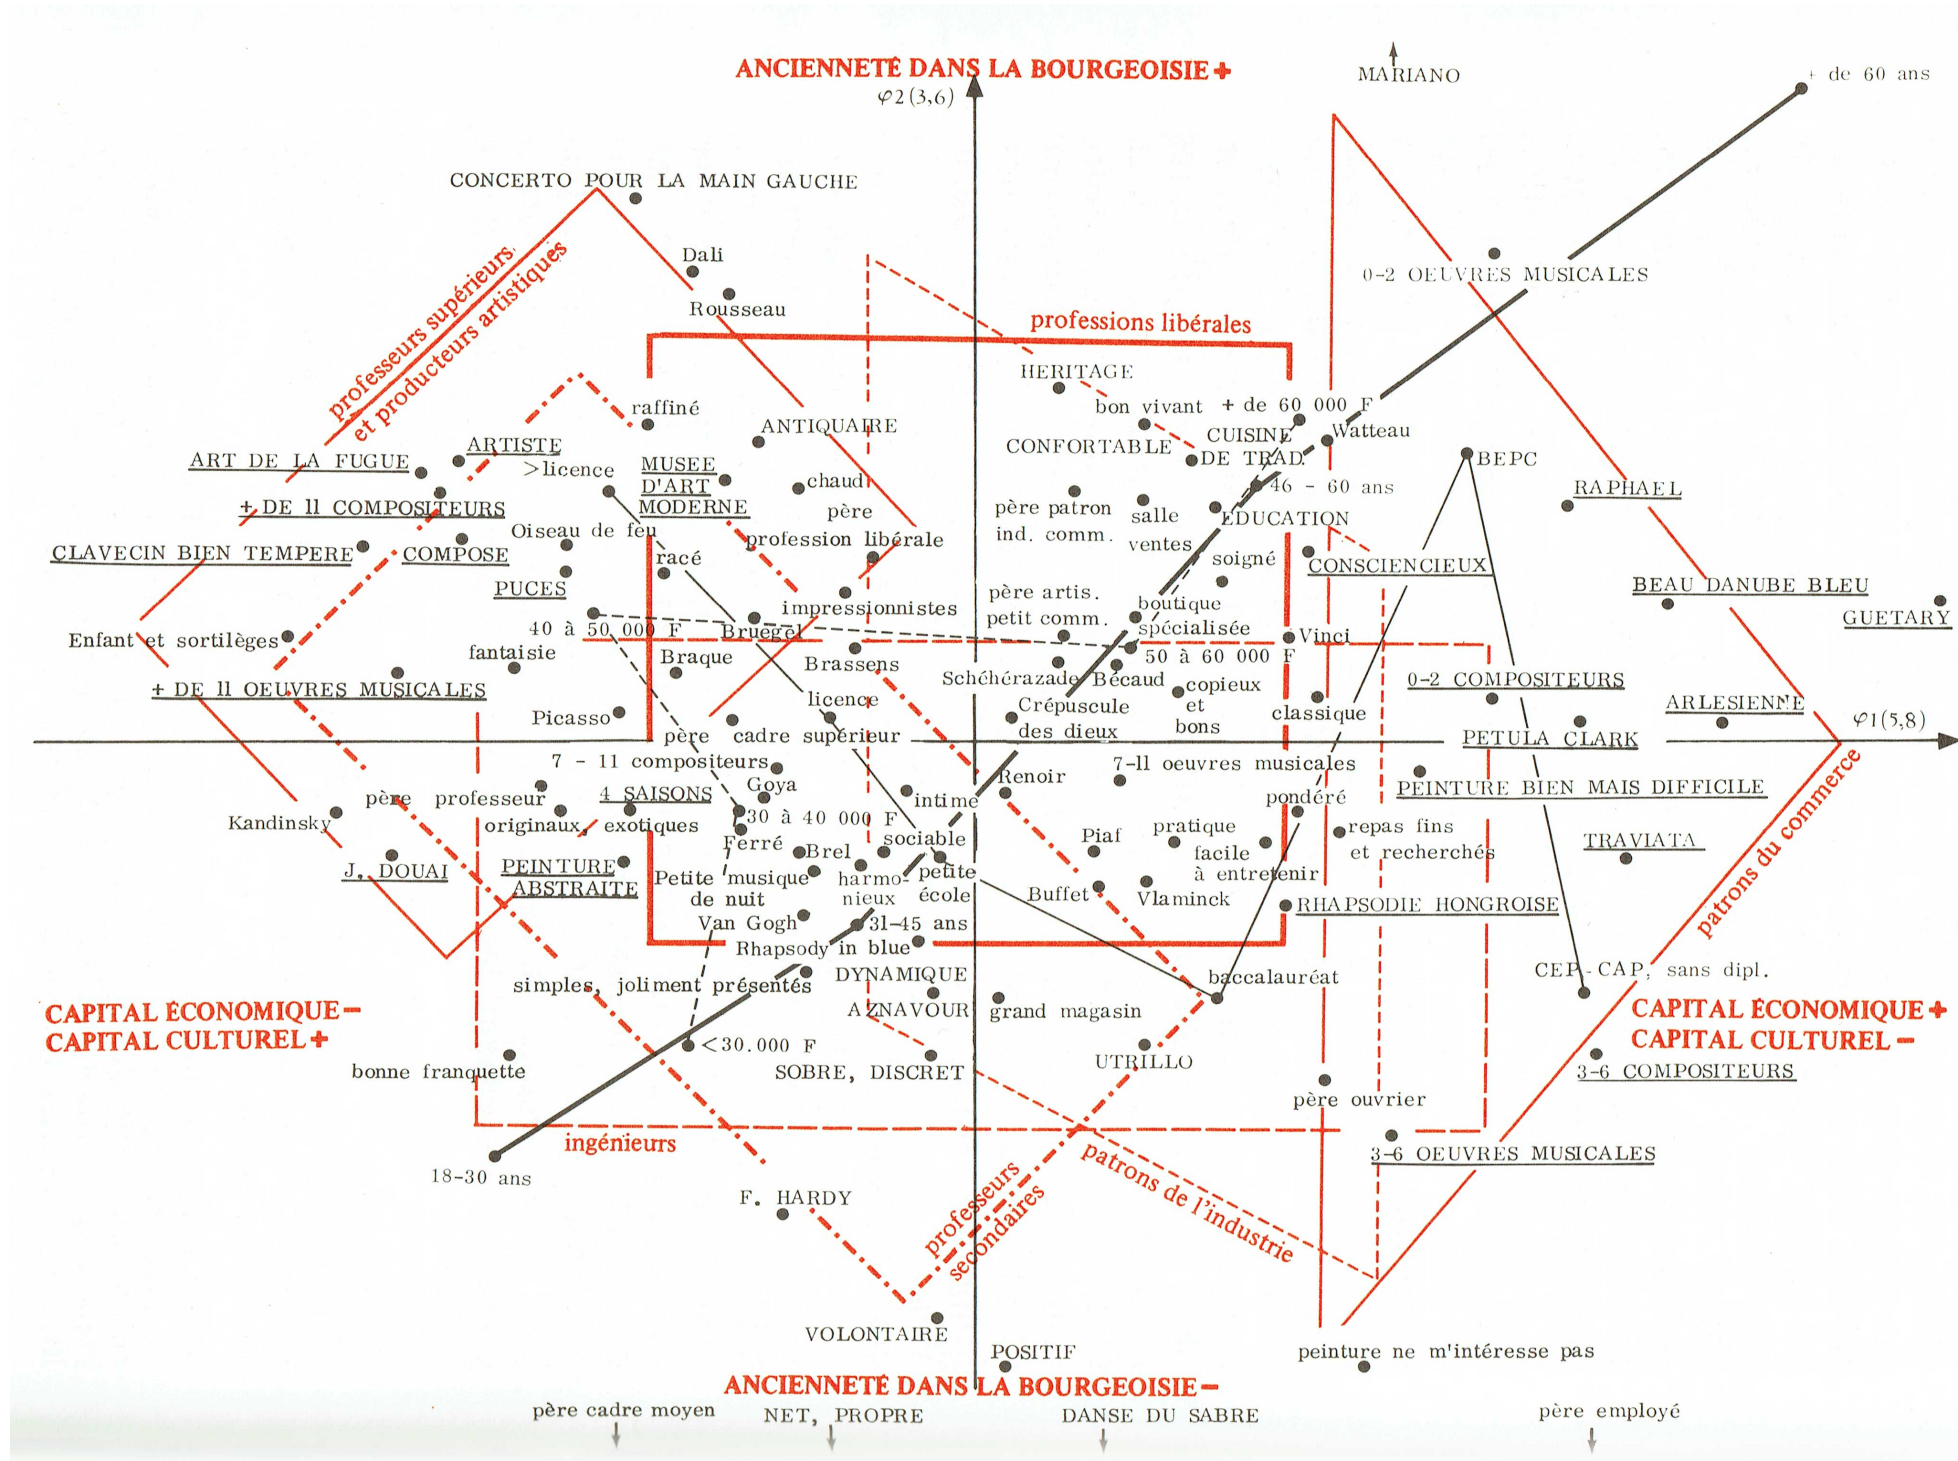 ANCIENNETÉ DANS LA BOURGEOISIE +
φ2(3,6)
MARIANO
+ de 60 ans
CONCERTO POUR LA MAIN GAUCHE
Dali
Rousseau
0-2 OEUVRES MUSICALES
professeurs supérieurs
et producteurs artistiques
professions libérales
HERITAGE
raffiné
bon vivant
+ de 60 000 F
ANTIQUAIRE
CUISINE
DE TRAD.
Watteau
ARTISTE
CONFORTABLE
BEPC
ART DE LA FUGUE
>licence
MUSEE
D'ART
MODERNE
chaud
46 - 60 ans
RAPHAEL
+ DE 11 COMPOSITEURS
père
profession libérale
père patron
ind. comm.
salle
ventes
EDUCATION
Oiseau de feu
CLAVECIN BIEN TEMPERE
COMPOSE
racé
soigné
CONSCIENCIEUX
PUCES
père artis.
petit comm.
BEAU DANUBE BLEU
GUETARY
impressionnistes
boutique
spécialisée
40 à 50 000 F
Bruegel
Vinci
Enfant et sortilèges
fantaisie
Braque
Brassens
50 à 60 000 F
Schéhérazade
Bécaud
+ DE 11 OEUVRES MUSICALES
copieux
et
bons
0-2 COMPOSITEURS
licence
Crépuscule
des dieux
classique
ARLESIENNE
Picasso
φ1(5,8)
père cadre supérieur
PETULA CLARK
7 - 11 compositeurs
Goya
Renoir
7-11 oeuvres musicales
PEINTURE BIEN MAIS DIFFICILE
père professeur
4 SAISONS
intime
pondéré
Kandinsky
originaux, exotiques
30 à 40 000 F
Ferré
sociable
Piaf
pratique
repas fins
et recherchés
TRAVIATA
patrons du commerce
Brel
facile
à entretenir
J. DOUAI
PEINTURE
ABSTRAITE
Petite musique
de nuit
harmo-
nieux
petite
école
Buffet
Vlaminck
RHAPSODIE HONGROISE
Van Gogh
31-45 ans
Rhapsody in blue
simples, joliment présentés
DYNAMIQUE
baccalauréat
CEP-CAP, sans dipl.
AZNAVOUR
grand magasin
CAPITAL ÉCONOMIQUE −
CAPITAL CULTUREL +
CAPITAL ÉCONOMIQUE +
CAPITAL CULTUREL −
<30.000 F
bonne franquette
SOBRE, DISCRET
UTRILLO
3-6 COMPOSITEURS
père ouvrier
ingénieurs
3-6 OEUVRES MUSICALES
18-30 ans
F. HARDY
professeurs
secondaires
patrons de l'industrie
VOLONTAIRE
POSITIF
peinture ne m'intéresse pas
ANCIENNETÉ DANS LA BOURGEOISIE −
père cadre moyen
NET, PROPRE
DANSE DU SABRE
père employé